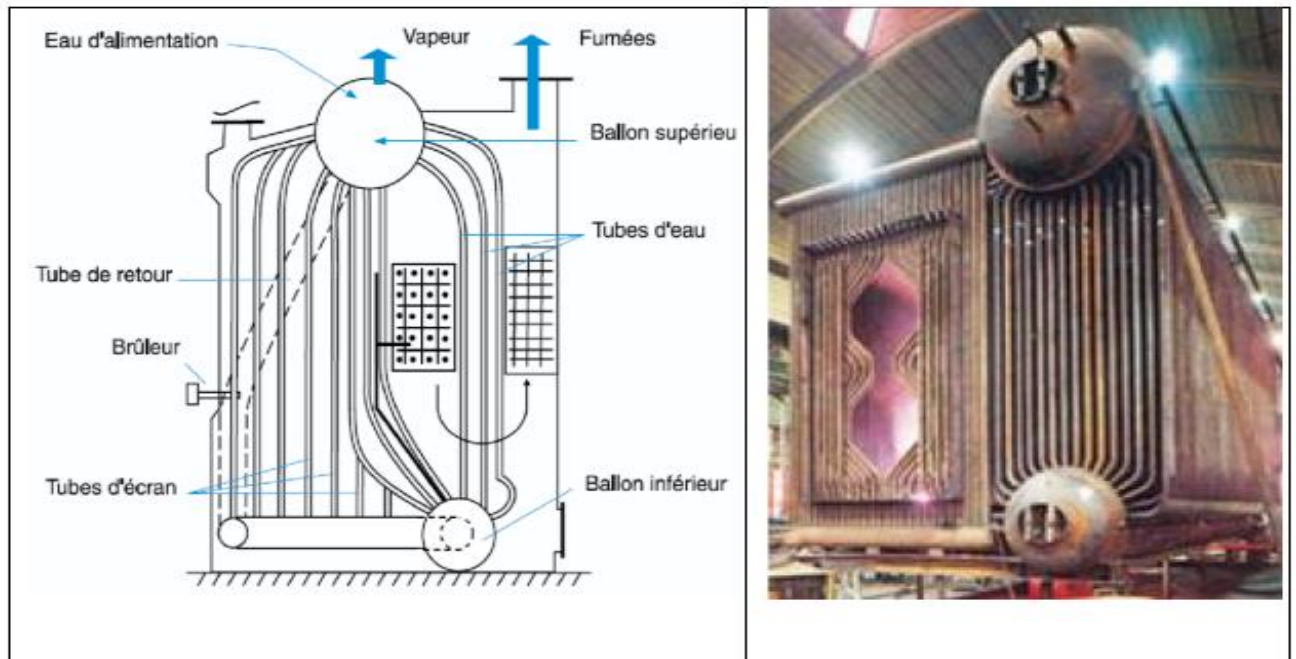 Eau d'alimentation
Vapeur
Fumées
Ballon supérieu
Tubes d'eau
Tube de retour
Brûleur
Tubes d'écran
Ballon inférieur